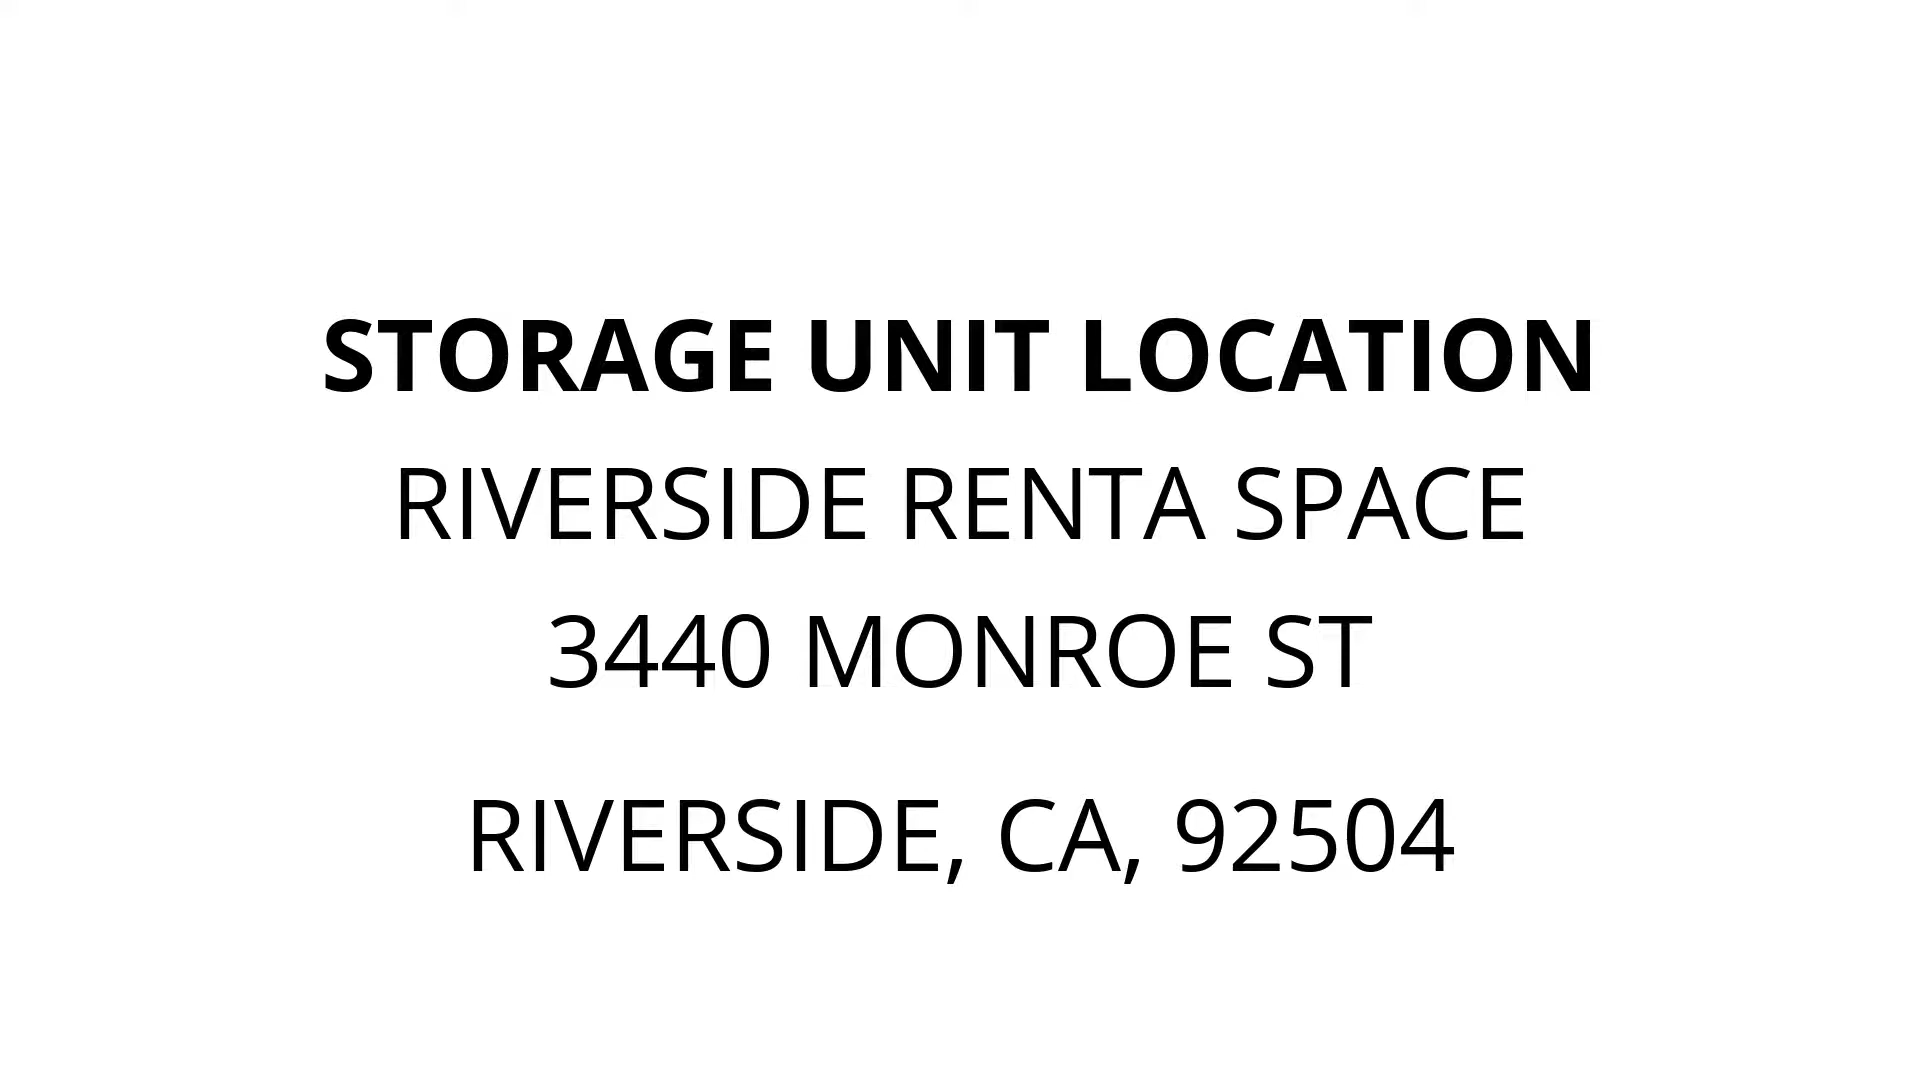 STORAGE UNIT LOCATION
RIVERSIDE RENTA SPACE
3440 MONROE ST
RIVERSIDE, CA, 92504